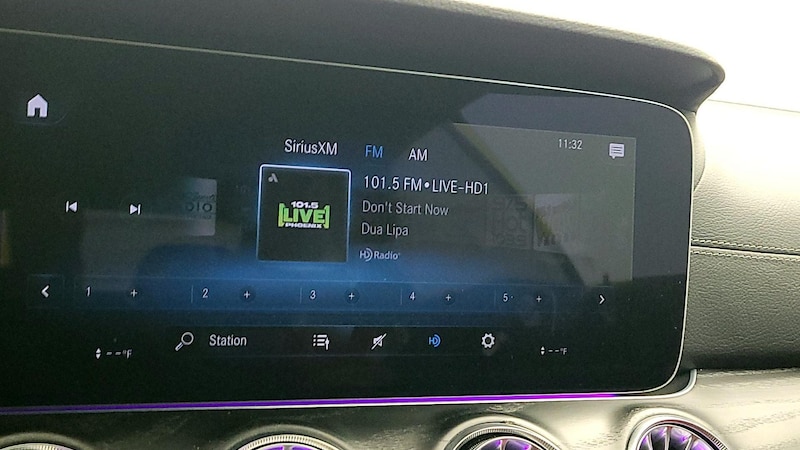 SiriusXM FM AM
11:32
101.5
LIVE
PHOENIX
101.5 FM•LIVE-HD1
Don't Start Now
Dua Lipa
HD Radio
1 + 2 + 3 + 4 + 5 +
-- °F
Station
HD
-- °F